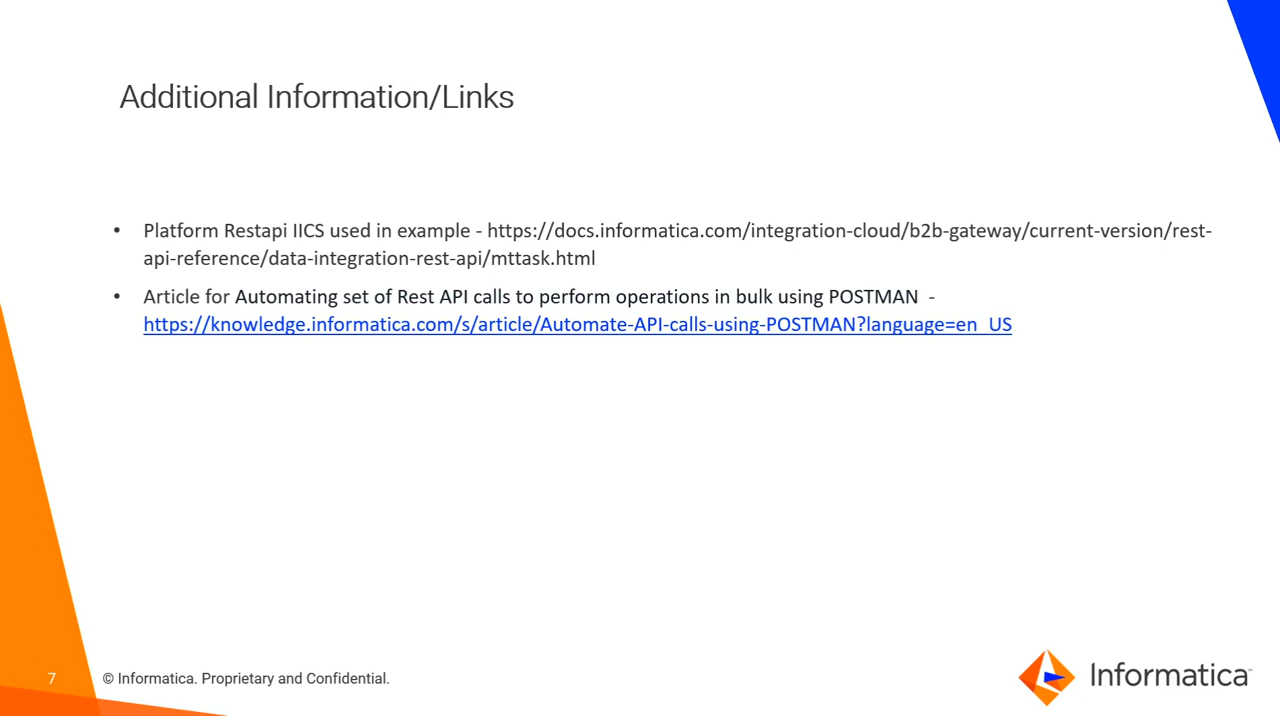 Additional Information/Links
• Platform Restapi IICS used in example - https://docs.informatica.com/integration-cloud/b2b-gateway/current-version/rest-
api-reference/data-integration-rest-api/mttask.html
• Article for Automating set of Rest API calls to perform operations in bulk using POSTMAN -
https://knowledge.informatica.com/s/article/Automate-API-calls-using-POSTMAN?language=en_US
7
© Informatica. Proprietary and Confidential.
Informatica™